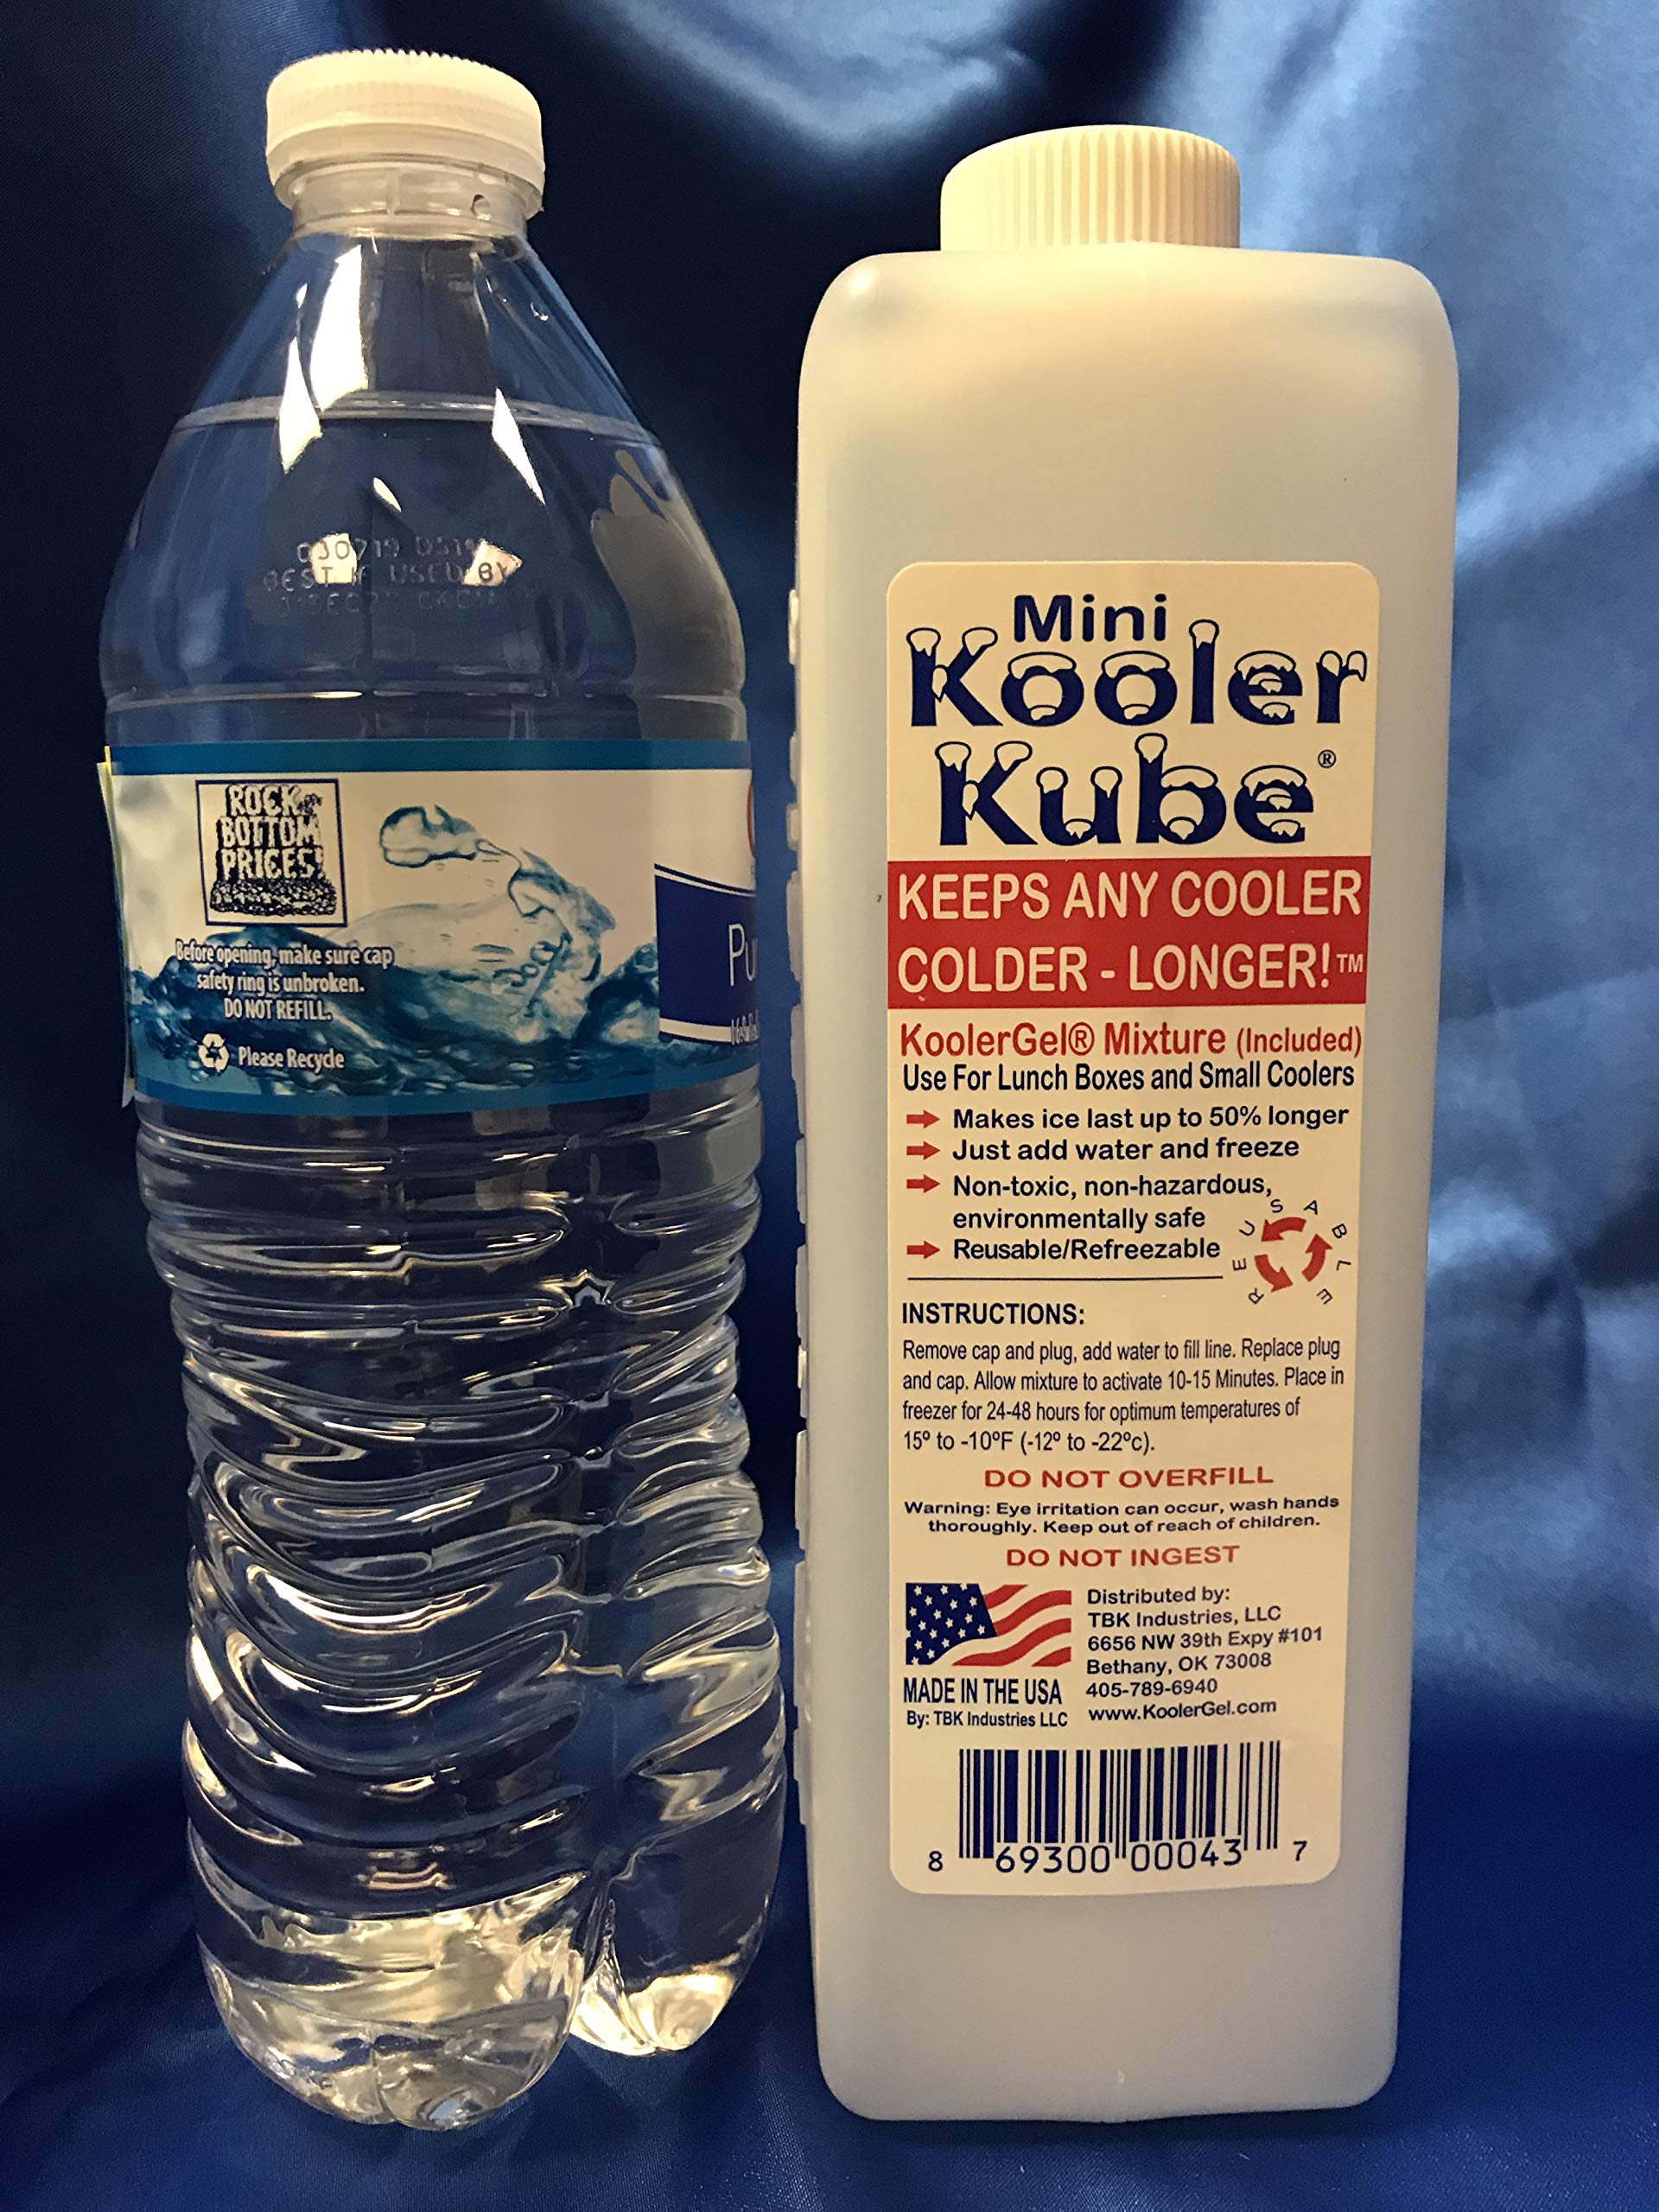 BEST IF USED BY
ROCK
BOTTOM
PRICES!
Before opening, make sure cap
safety ring is unbroken.
DO NOT REFILL.
Please Recycle
Mini
Kooler
Kube®
KEEPS ANY COOLER
COLDER - LONGER!™
KoolerGel® Mixture (Included)
Use For Lunch Boxes and Small Coolers
Makes ice last up to 50% longer
Just add water and freeze
Non-toxic, non-hazardous,
environmentally safe
Reusable/Refreezable
REUSABLE
INSTRUCTIONS:
Remove cap and plug, add water to fill line. Replace plug
and cap. Allow mixture to activate 10-15 Minutes. Place in
freezer for 24-48 hours for optimum temperatures of
15º to -10ºF (-12º to -22ºc).
DO NOT OVERFILL
Warning: Eye irritation can occur, wash hands
thoroughly. Keep out of reach of children.
DO NOT INGEST
MADE IN THE USA
By: TBK Industries LLC
Distributed by:
TBK Industries, LLC
6656 NW 39th Expy #101
Bethany, OK 73008
405-789-6940
www.KoolerGel.com
8 69300 00043 7